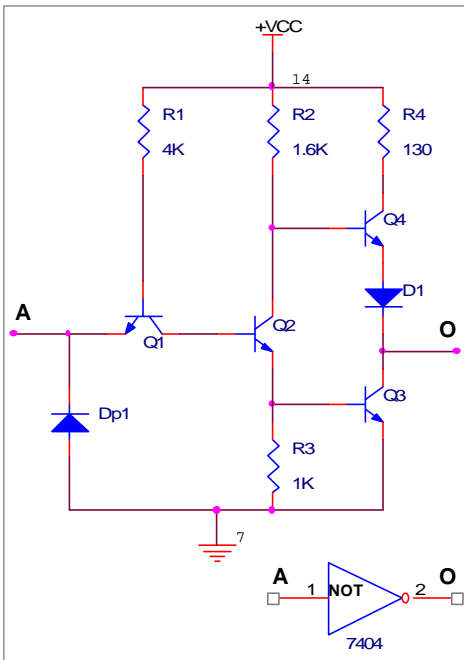 +VCC
14
R1
R2
R4
4K
1.6K
130
Q4
D1
A
O
Q1
Q2
Q3
Dp1
R3
1K
7
A
O
1
NOT
2
7404